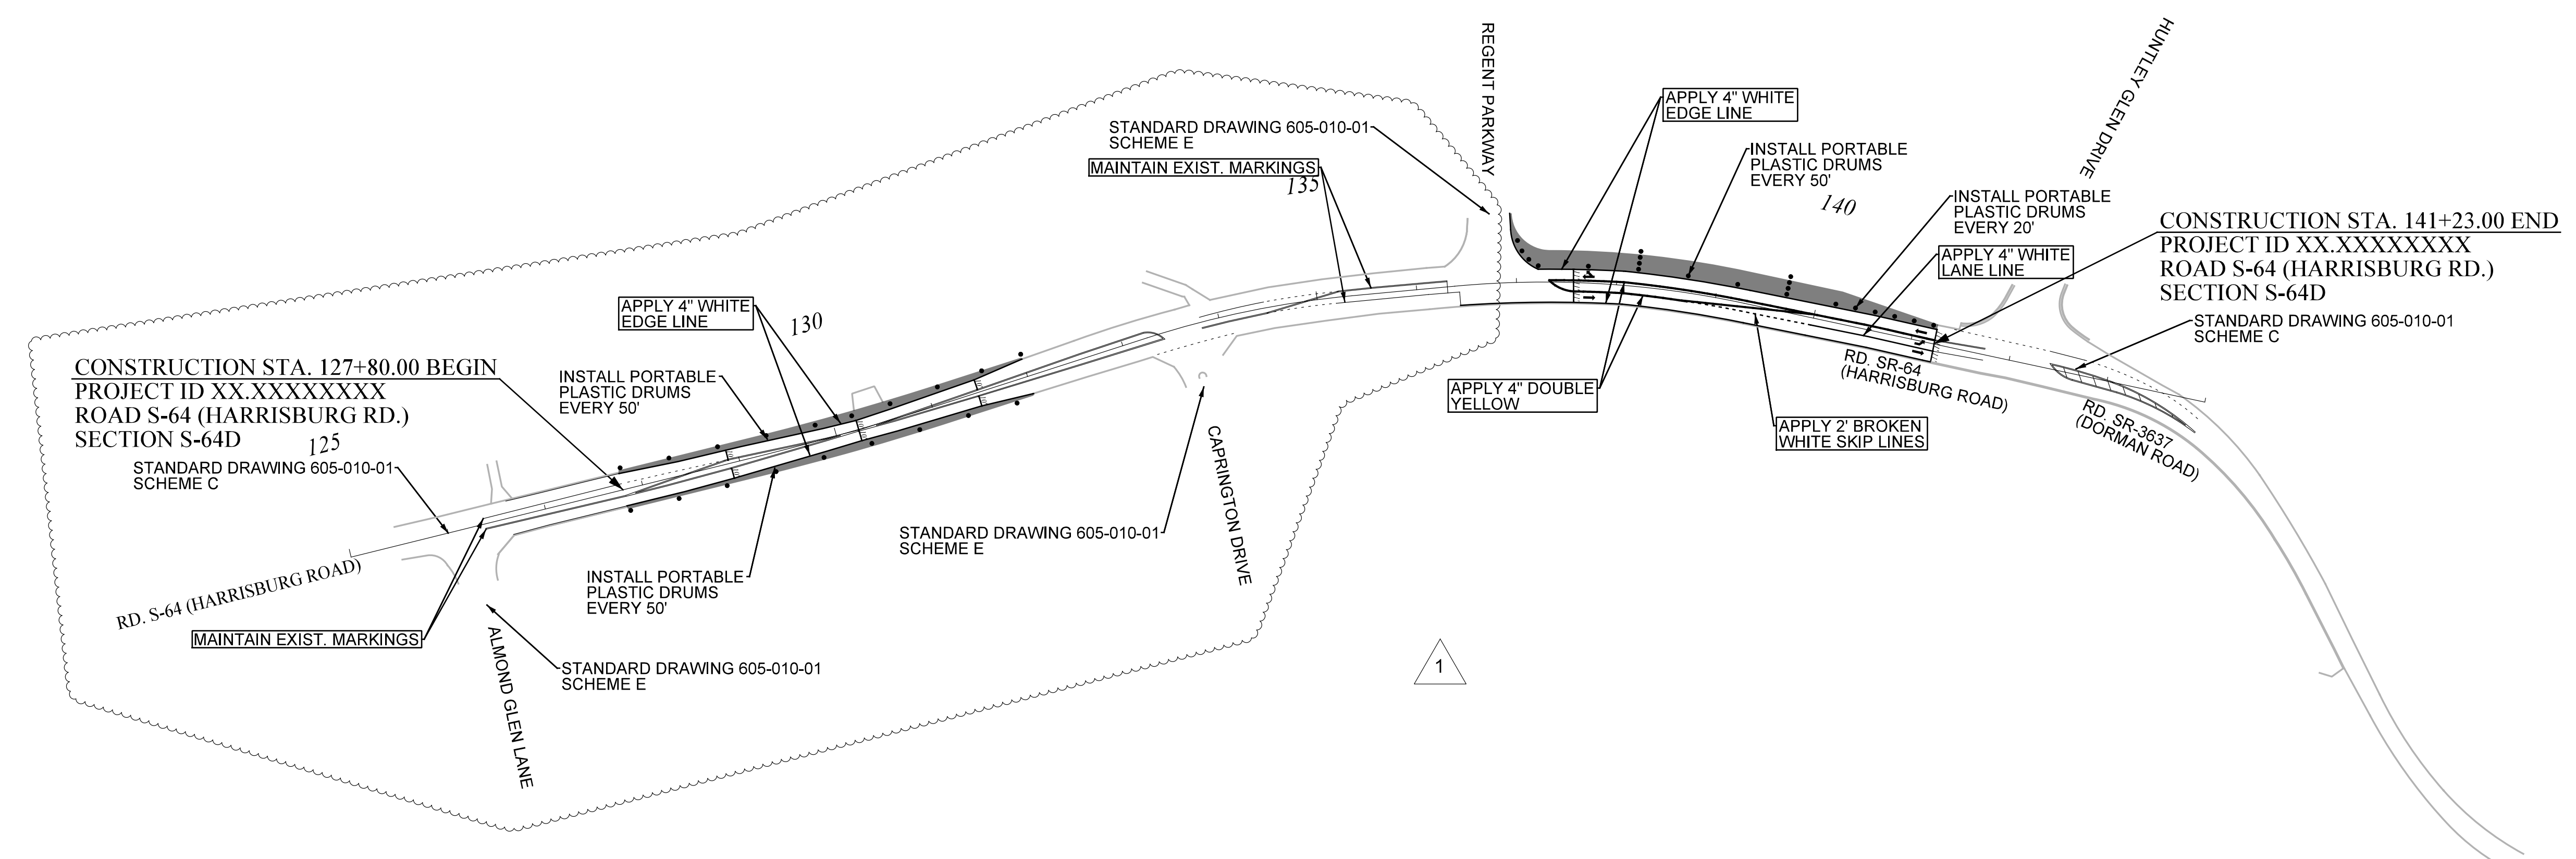 REGENT PARKWAY
HUNTLEY GLEN DRIVE
STANDARD DRAWING 605-010-01
SCHEME E
MAINTAIN EXIST. MARKINGS
135
APPLY 4" WHITE
EDGE LINE
INSTALL PORTABLE
PLASTIC DRUMS
EVERY 50'
140
INSTALL PORTABLE
PLASTIC DRUMS
EVERY 20'
APPLY 4" WHITE
LANE LINE
CONSTRUCTION STA. 141+23.00 END
PROJECT ID XX.XXXXXXXX
ROAD S-64 (HARRISBURG RD.)
SECTION S-64D
STANDARD DRAWING 605-010-01
SCHEME C
APPLY 4" WHITE
EDGE LINE
130
CONSTRUCTION STA. 127+80.00 BEGIN
PROJECT ID XX.XXXXXXXX
ROAD S-64 (HARRISBURG RD.)
SECTION S-64D
125
STANDARD DRAWING 605-010-01
SCHEME C
INSTALL PORTABLE
PLASTIC DRUMS
EVERY 50'
RD. SR-64
(HARRISBURG ROAD)
APPLY 4" DOUBLE
YELLOW
APPLY 2' BROKEN
WHITE SKIP LINES
RD. SR-3637
(DORMAN ROAD)
CAPRINGTON DRIVE
STANDARD DRAWING 605-010-01
SCHEME E
RD. S-64 (HARRISBURG ROAD)
INSTALL PORTABLE
PLASTIC DRUMS
EVERY 50'
MAINTAIN EXIST. MARKINGS
ALMOND GLEN LANE
STANDARD DRAWING 605-010-01
SCHEME E
1